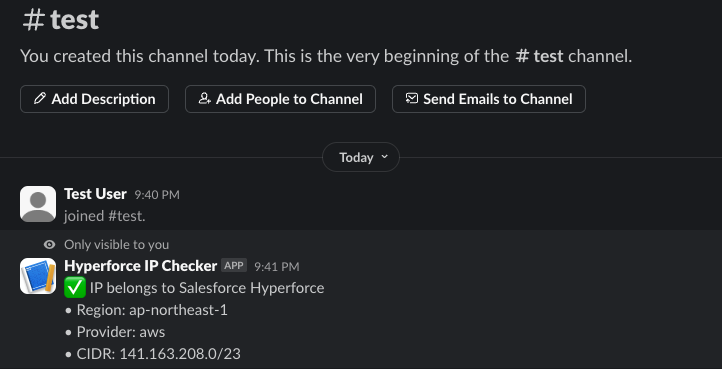 # test
You created this channel today. This is the very beginning of the # test channel.
Add Description Add People to Channel Send Emails to Channel
Today
Test User 9:40 PM
joined #test.
Only visible to you
Hyperforce IP Checker APP 9:41 PM
✅ IP belongs to Salesforce Hyperforce
• Region: ap-northeast-1
• Provider: aws
• CIDR: 141.163.208.0/23